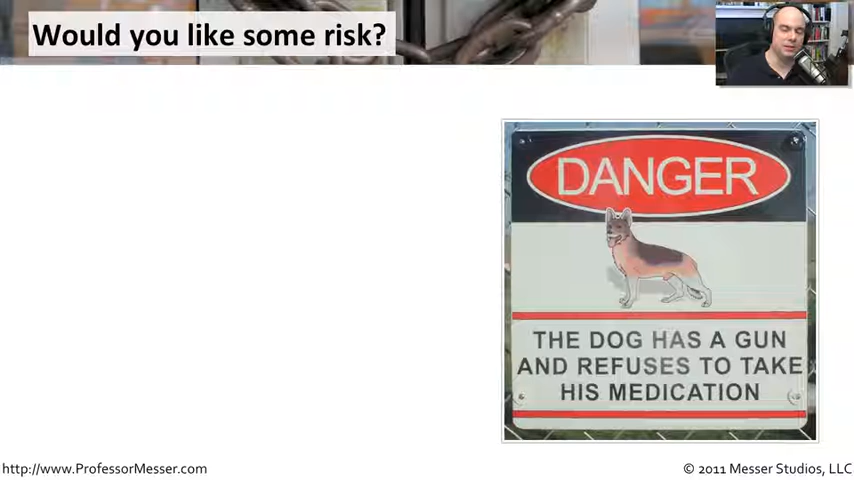 Would you like some risk?
DANGER
THE DOG HAS A GUN
AND REFUSES TO TAKE
HIS MEDICATION
http://www.ProfessorMesser.com
© 2011 Messer Studios, LLC